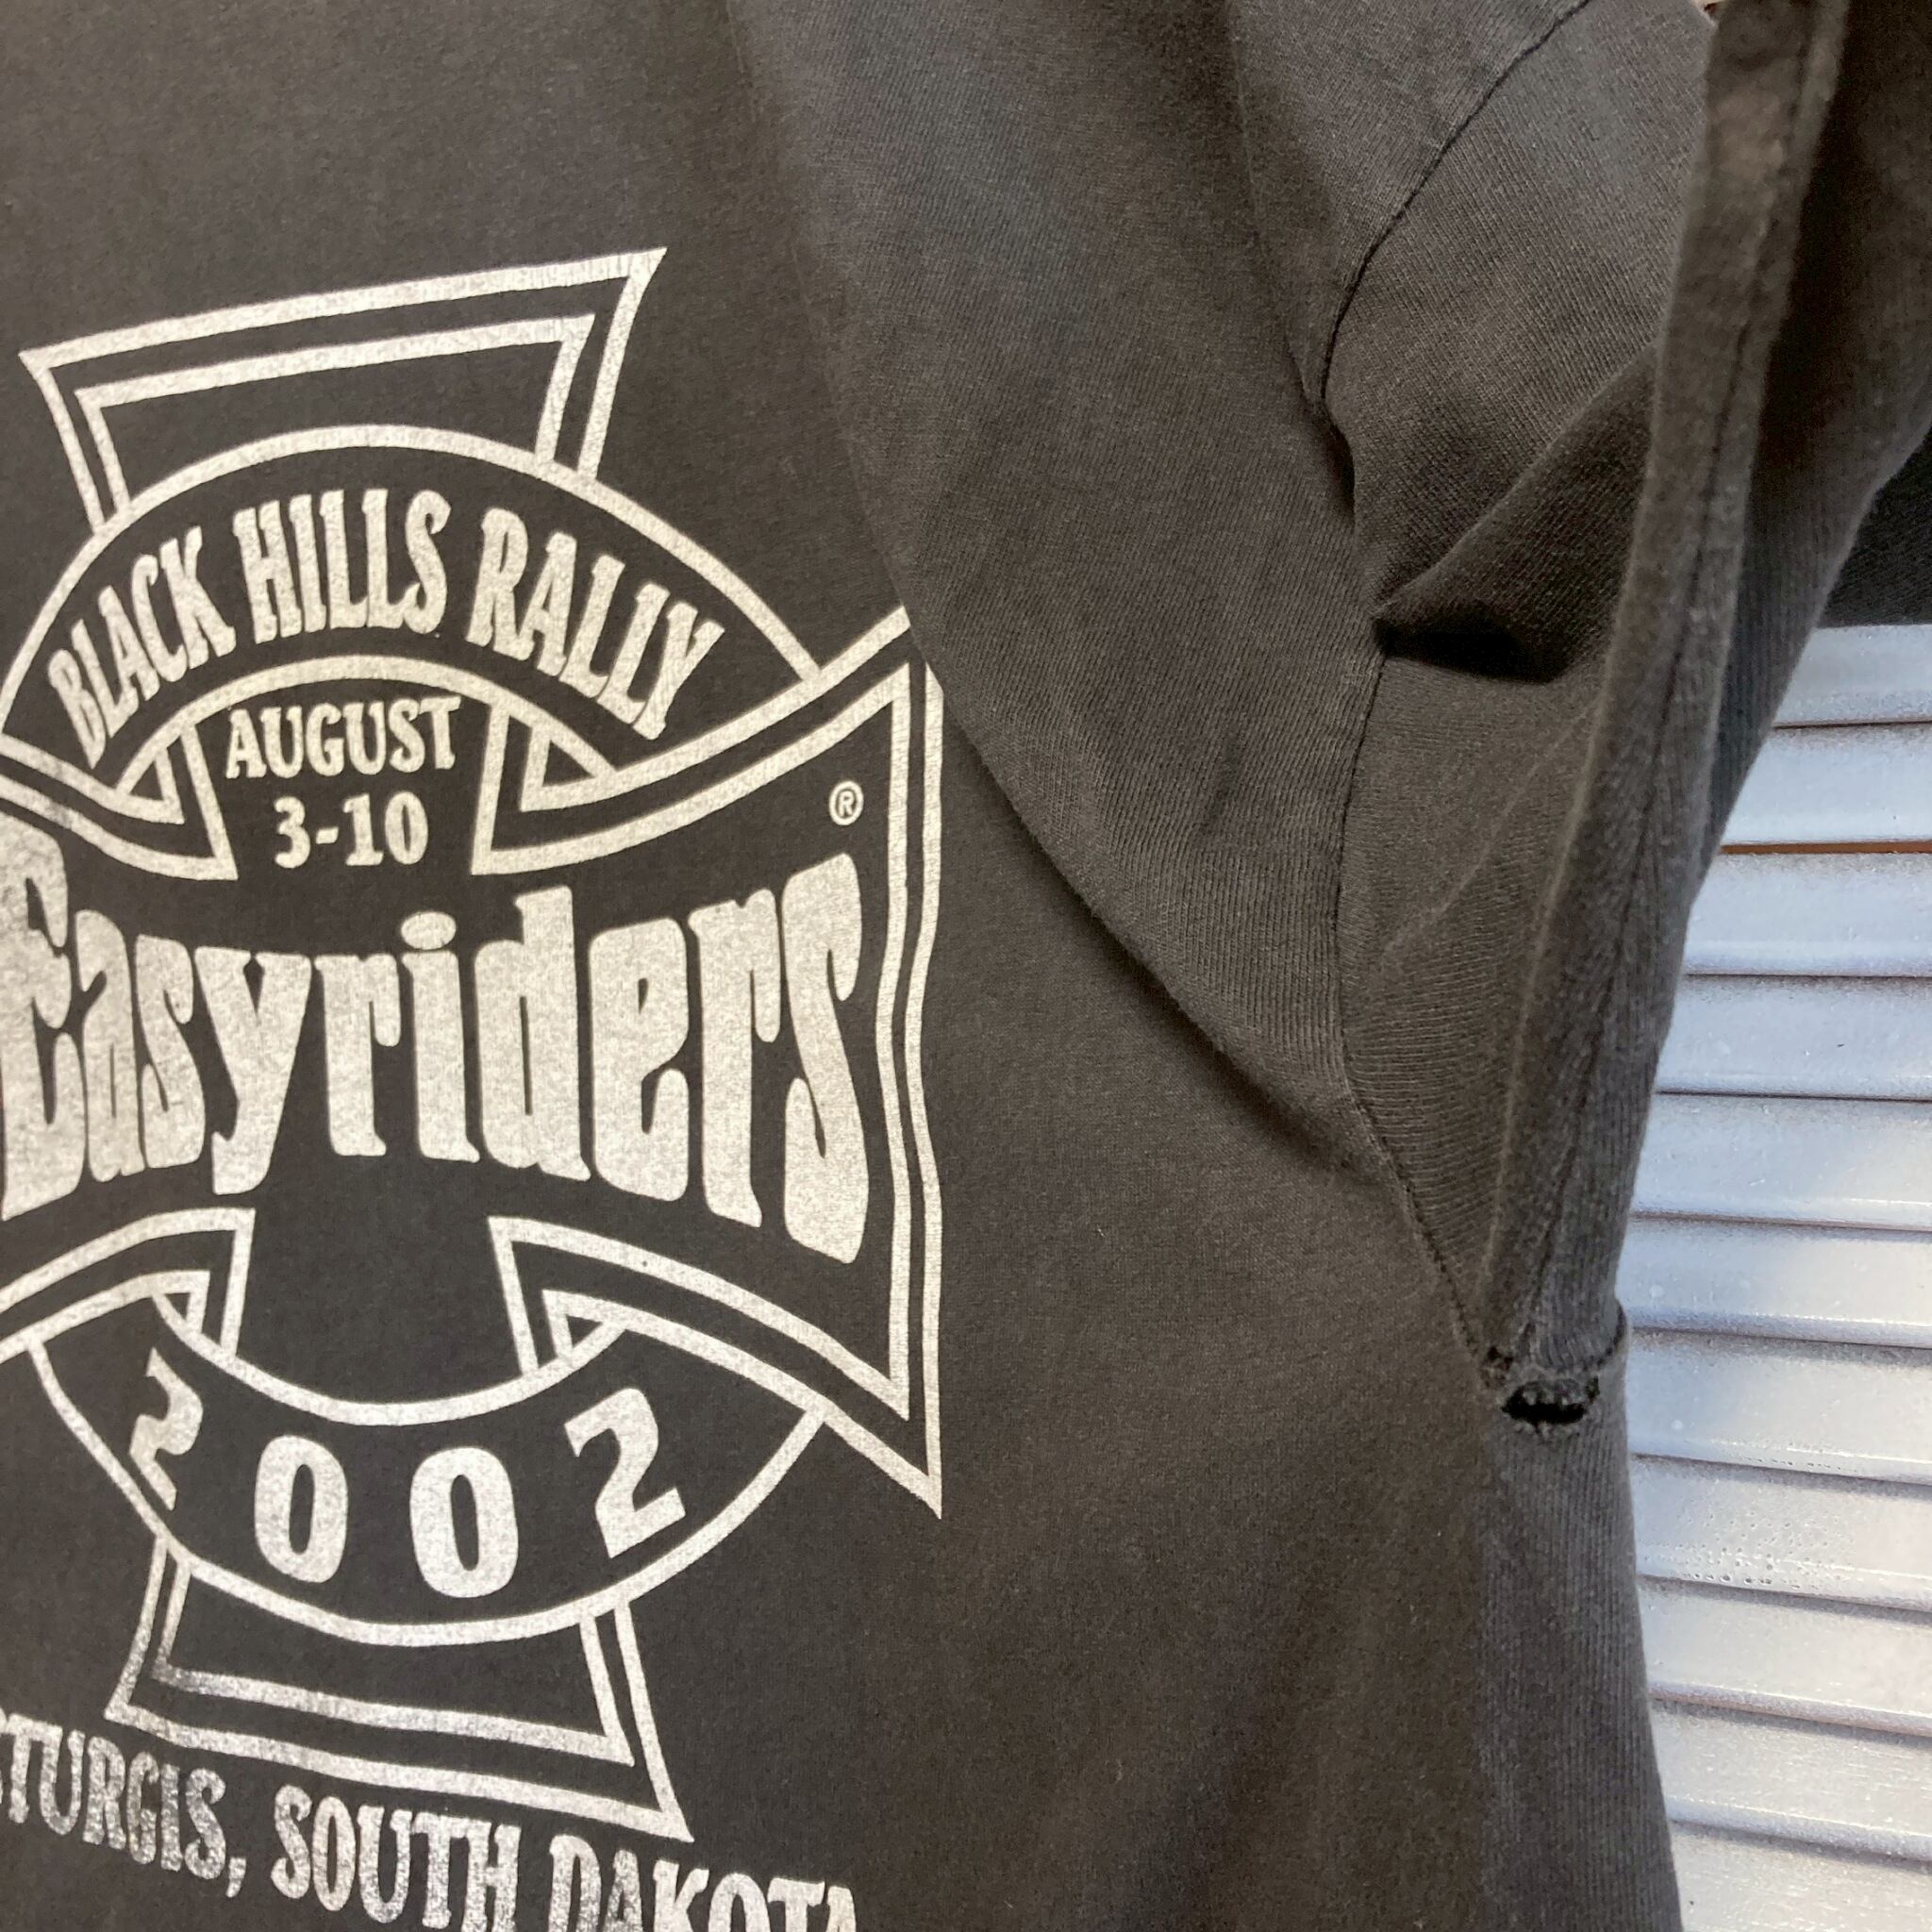 BLACK HILLS RALLY
AUGUST
3-10
®
Easyriders
2002
STURGIS, SOUTH DAKOTA